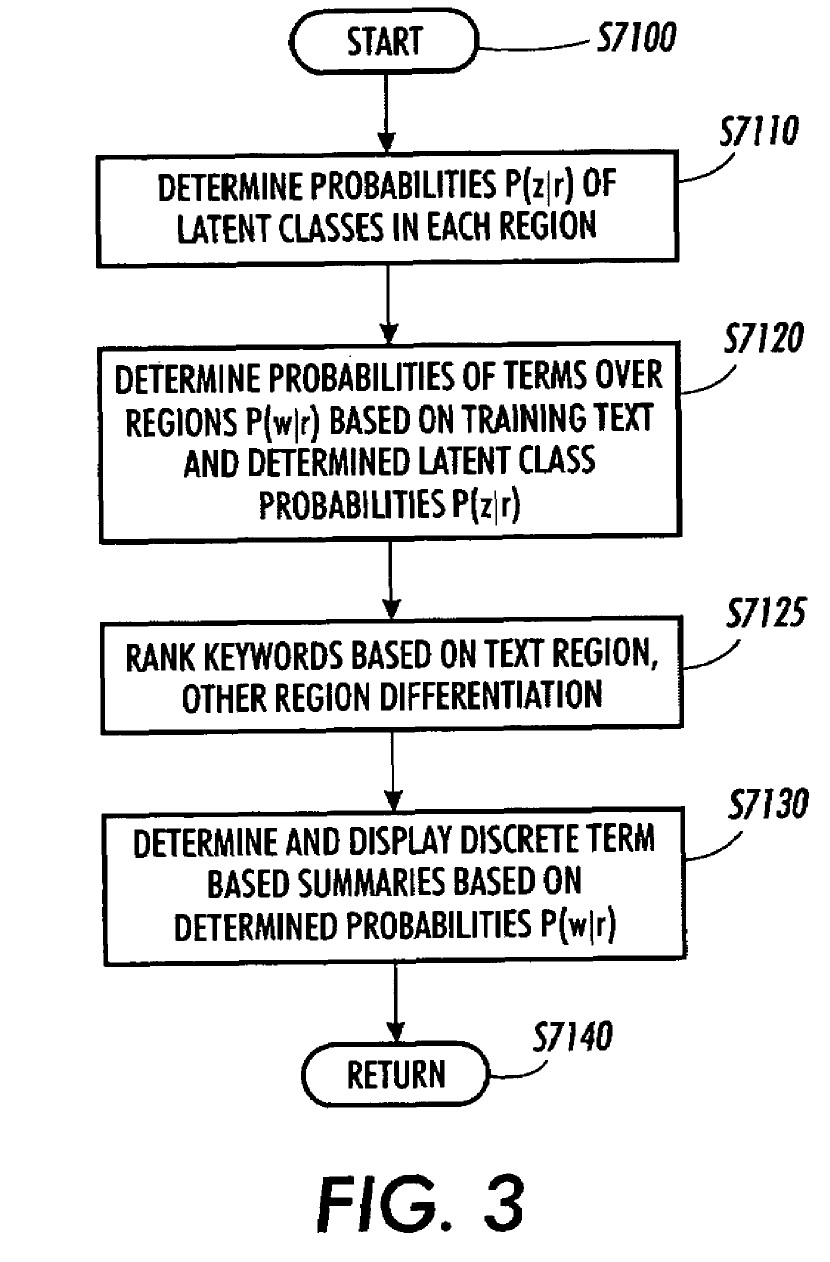 START
S7100
S7110
DETERMINE PROBABILITIES P(z|r) OF
LATENT CLASSES IN EACH REGION
S7120
DETERMINE PROBABILITIES OF TERMS OVER
REGIONS P(w|r) BASED ON TRAINING TEXT
AND DETERMINED LATENT CLASS
PROBABILITIES P(z|r)
S7125
RANK KEYWORDS BASED ON TEXT REGION,
OTHER REGION DIFFERENTIATION
S7130
DETERMINE AND DISPLAY DISCRETE TERM
BASED SUMMARIES BASED ON
DETERMINED PROBABILITIES P(w|r)
S7140
RETURN
FIG. 3